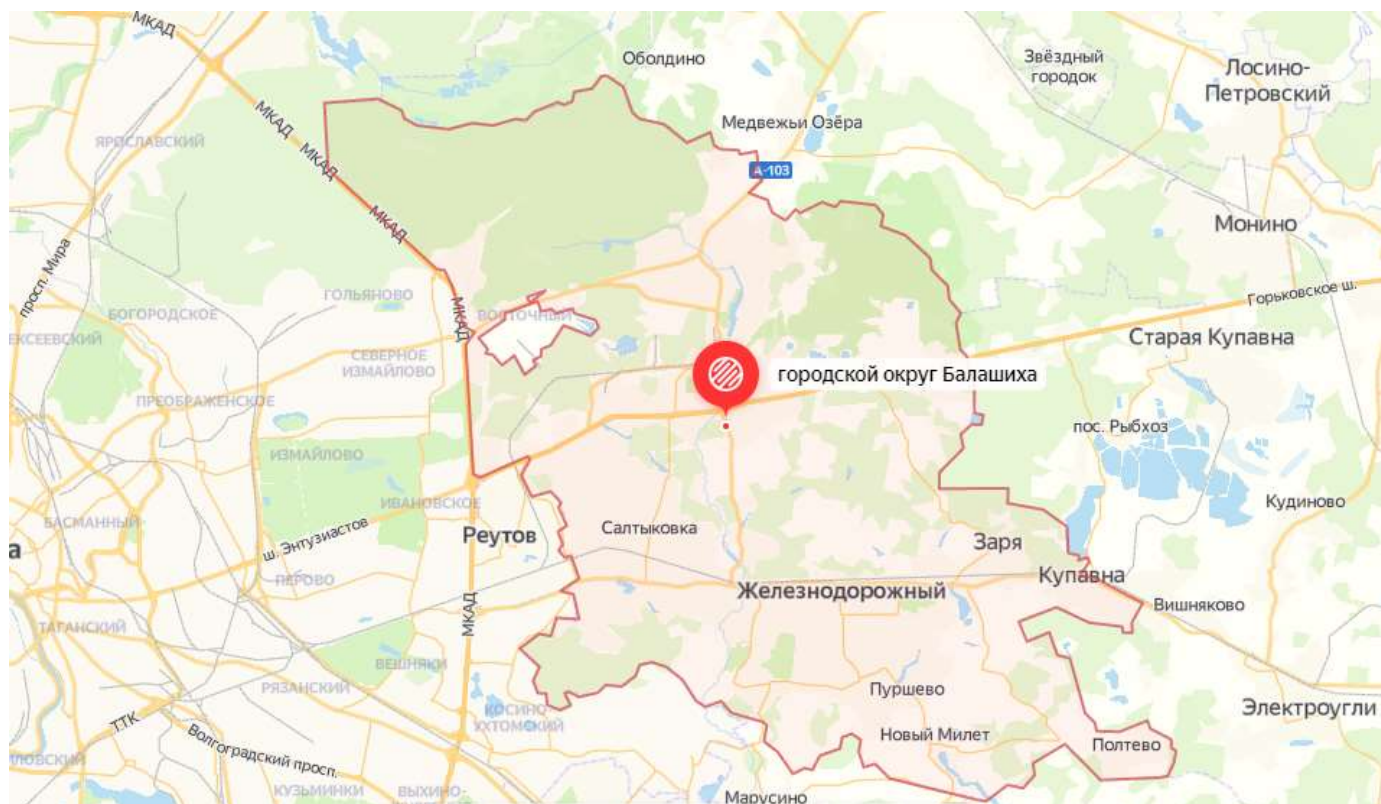 МКАД
Оболдино
Звёздный
городок
Лосино-
Петровский
МКАД
Медвежьи Озёра
ЯРОСЛАВСКИЙ
МКАД
А-103
МКАД
Монино
просп. Мира
ГОЛЬЯНОВО
МКАД
ВОСТОЧНЫЙ
Горьковское ш.
БОГОРОДСКОЕ
ЕКСЕЕВСКИЙ
СЕВЕРНОЕ
ИЗМАЙЛОВО
Старая Купавна
городской округ Балашиха
ПРЕОБРАЖЕНСКОЕ
пос. Рыбхоз
ИЗМАЙЛОВО
ИВАНОВСКОЕ
Кудиново
БАСМАННЫЙ
ш. Энтузиастов
Реутов
Салтыковка
Заря
а
ПЕРОВО
Железнодорожный
Купавна
Вишняково
МКАД
ТАГАНСКИЙ
ВЕШНЯКИ
РЯЗАНСКИЙ
Пуршево
КОСИНО-
УХТОМСКИЙ
Электроугли
ТТК
Волгоградский просп.
Новый Милет
Полтево
ИЛОВСКИЙ
КУЗЬМИНКИ
ВЫХИНО-
Марусино